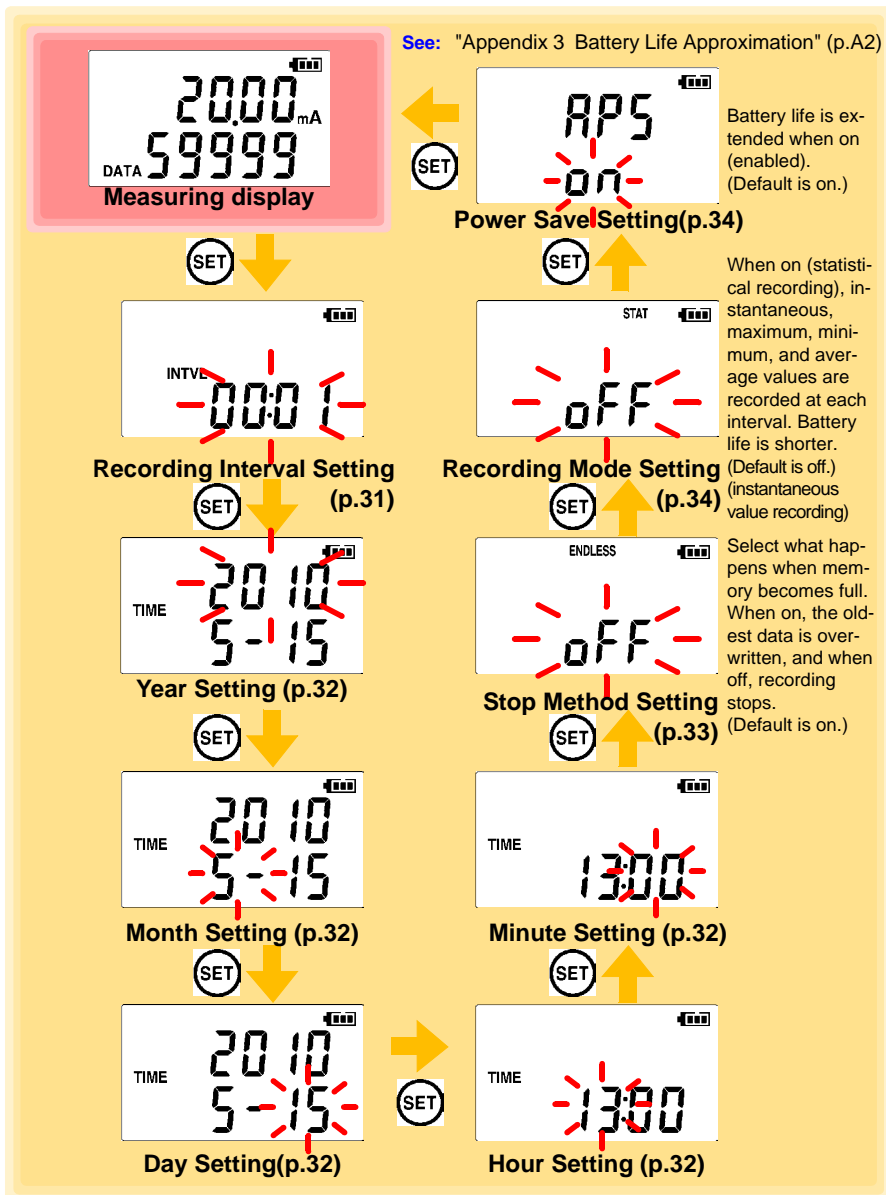 See: "Appendix 3 Battery Life Approximation" (p.A2)
20.00 mA
DATA 59999
Measuring display
SET
INTVL
00:01
Recording Interval Setting
(p.31)
SET
TIME
2010
5-15
Year Setting (p.32)
SET
TIME
2010
5-15
Month Setting (p.32)
SET
TIME
2010
5-15
Day Setting(p.32)
SET
TIME
13:00
Hour Setting (p.32)
SET
TIME
13:00
Minute Setting (p.32)
SET
ENDLESS
oFF
Stop Method Setting
(p.33)
Select what hap-
pens when mem-
ory becomes full.
When on, the old-
est data is over-
written, and when
off, recording
stops.
(Default is on.)
SET
STAT
oFF
Recording Mode Setting
(p.34)
When on (statisti-
cal recording), in-
stantaneous,
maximum, mini-
mum, and aver-
age values are
recorded at each
interval. Battery
life is shorter.
(Default is off.)
(instantaneous
value recording)
SET
APS
on
Power Save Setting(p.34)
Battery life is ex-
tended when on
(enabled).
(Default is on.)
SET